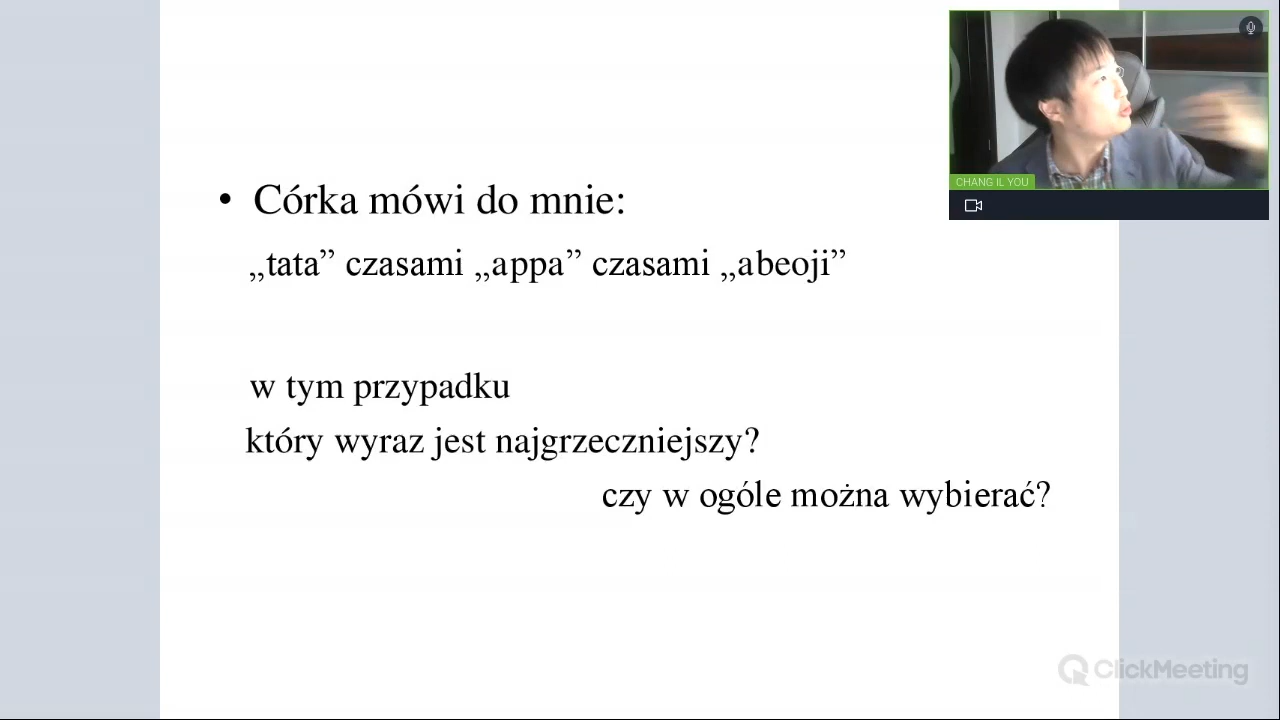 • Córka mówi do mnie:
„tata” czasami „appa” czasami „abeoji”
w tym przypadku
który wyraz jest najgrzeczniejszy?
czy w ogóle można wybierać?
CHANG IL YOU
ClickMeeting